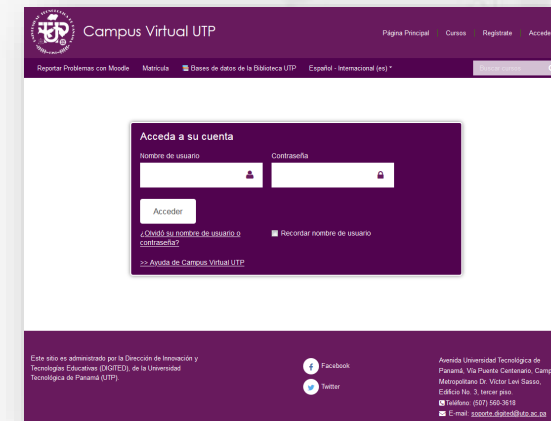 Campus Virtual UTP
Página Principal Cursos Regístrate Accede
Reportar Problemas con Moodle Matrícula Bases de datos de la Biblioteca UTP Español - Internacional (es)
Acceda a su cuenta
Nombre de usuario Contraseña
Acceder
¿Olvidó su nombre de usuario o Recordar nombre de usuario
contraseña?
>> Ayuda de Campus Virtual UTP
Este sitio es administrado por la Dirección de Innovación y
Tecnologías Educativas (DIGITED), de la Universidad
Tecnológica de Panamá (UTP).
Facebook
Twitter
Avenida Universidad Tecnológica de
Panamá, Vía Puente Centenario, Camp
Metropolitano Dr. Víctor Levi Sasso,
Edificio No. 3, tercer piso.
Teléfono: (507) 560-3618
E-mail: soporte.digited@utp.ac.pa